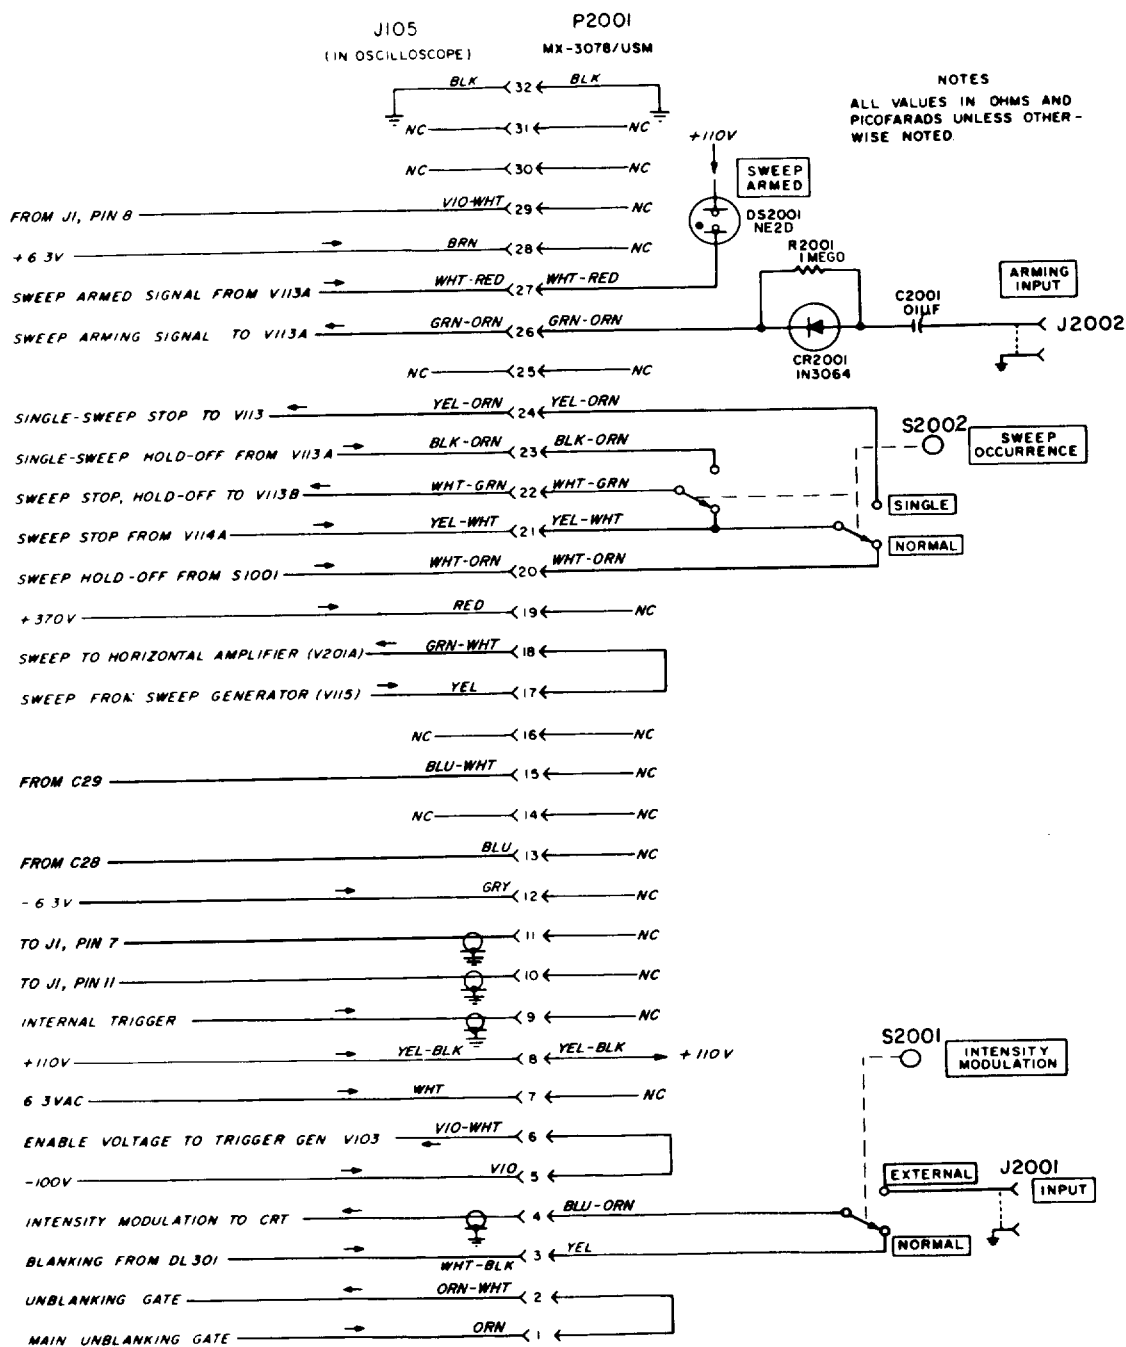 J105
(IN OSCILLOSCOPE)
P2001
MX-3078/USM
NOTES
ALL VALUES IN OHMS AND
PICOFARADS UNLESS OTHER-
WISE NOTED.
BLK 32 BLK
NC 31 NC
+110V
NC 30 NC
SWEEP
ARMED
FROM J1, PIN 8 VIO-WHT 29 NC
DS2001
NE2D
+6 3V BRN 28 NC
R2001
1 MEGO
SWEEP ARMED SIGNAL FROM V113A WHT-RED 27 WHT-RED
ARMING
INPUT
C2001
01UF
SWEEP ARMING SIGNAL TO V113A GRN-ORN 26 GRN-ORN
J2002
CR2001
IN3064
NC 25 NC
SINGLE-SWEEP STOP TO V113 YEL-ORN 24 YEL-ORN
S2002
SWEEP
OCCURRENCE
SINGLE-SWEEP HOLD-OFF FROM V113A BLK-ORN 23 BLK-ORN
SWEEP STOP, HOLD-OFF TO V113B WHT-GRN 22 WHT-GRN
SINGLE
SWEEP STOP FROM V114A YEL-WHT 21 YEL-WHT
NORMAL
SWEEP HOLD-OFF FROM S1001 WHT-ORN 20 WHT-ORN
+370V RED 19 NC
SWEEP TO HORIZONTAL AMPLIFIER (V201A) GRN-WHT 18
SWEEP FROM SWEEP GENERATOR (V115) YEL 17
NC 16 NC
FROM C29 BLU-WHT 15 NC
NC 14 NC
FROM C28 BLU 13 NC
-6 3V GRY 12 NC
TO J1, PIN 7 11 NC
TO J1, PIN 11 10 NC
INTERNAL TRIGGER 9 NC
+110V YEL-BLK 8 YEL-BLK +110V
S2001
INTENSITY
MODULATION
6 3VAC WHT 7 NC
ENABLE VOLTAGE TO TRIGGER GEN V103 VIO-WHT 6
-100V VIO 5
EXTERNAL
J2001
INPUT
INTENSITY MODULATION TO CRT 4 BLU-ORN
NORMAL
BLANKING FROM DL301 WHT-BLK 3 YEL
UNBLANKING GATE ORN-WHT 2
MAIN UNBLANKING GATE ORN 1